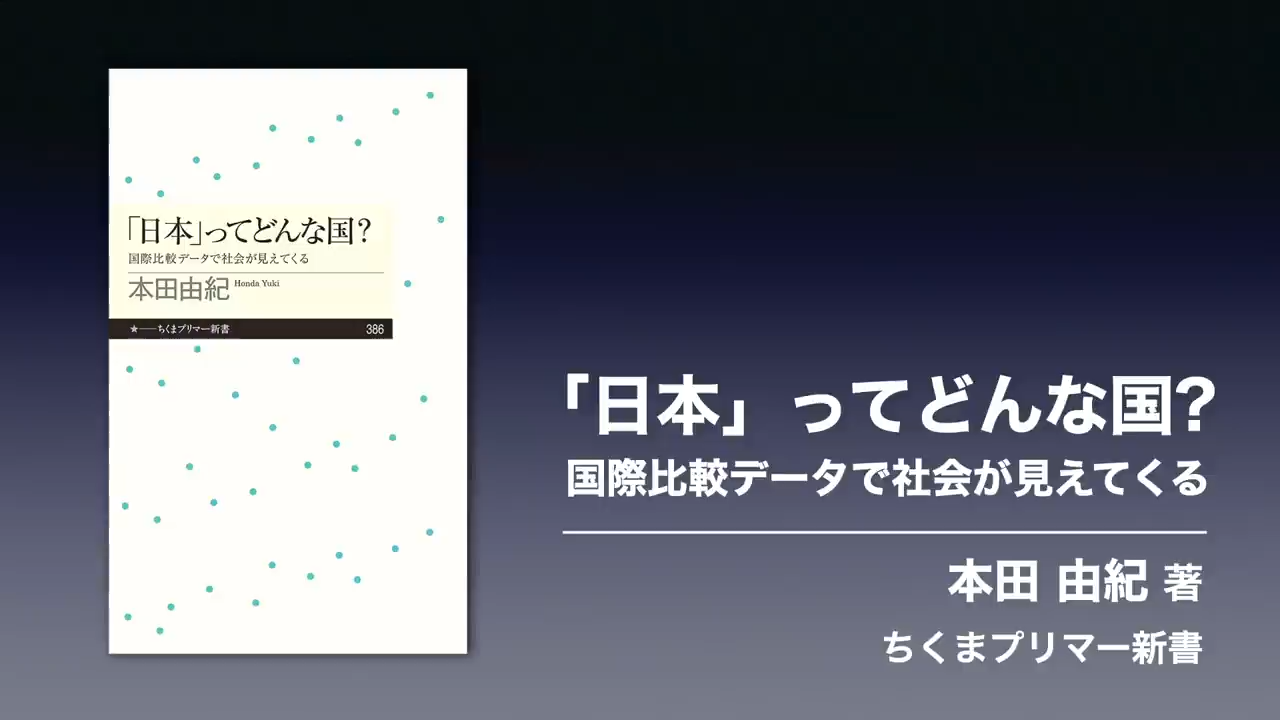 「日本」ってどんな国?
国際比較データで社会が見えてくる
本田由紀 Honda Yuki
★──ちくまプリマー新書 386
「日本」ってどんな国?
国際比較データで社会が見えてくる
本田 由紀 著
ちくまプリマー新書